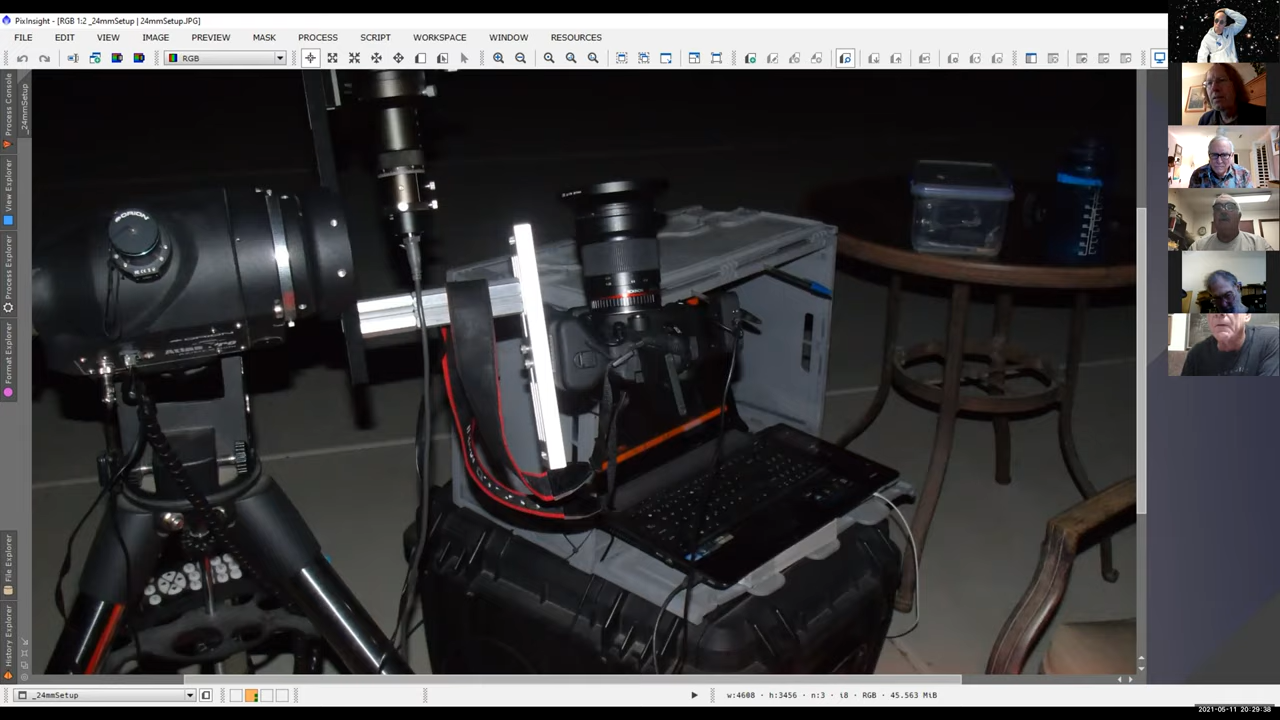 PixInsight - [RGB 1:2 _24mmSetup | 24mmSetup.JPG]
FILE EDIT VIEW IMAGE PREVIEW MASK PROCESS SCRIPT WORKSPACE WINDOW RESOURCES
RGB
Process Console
View Explorer
Process Explorer
Format Explorer
File Explorer
History Explorer
_24mmSetup
ORION
Atlas Pro
_24mmSetup
w:4608 · h:3456 · n:3 · i8 · RGB · 45.563 MiB
2021-05-11 20:29:38